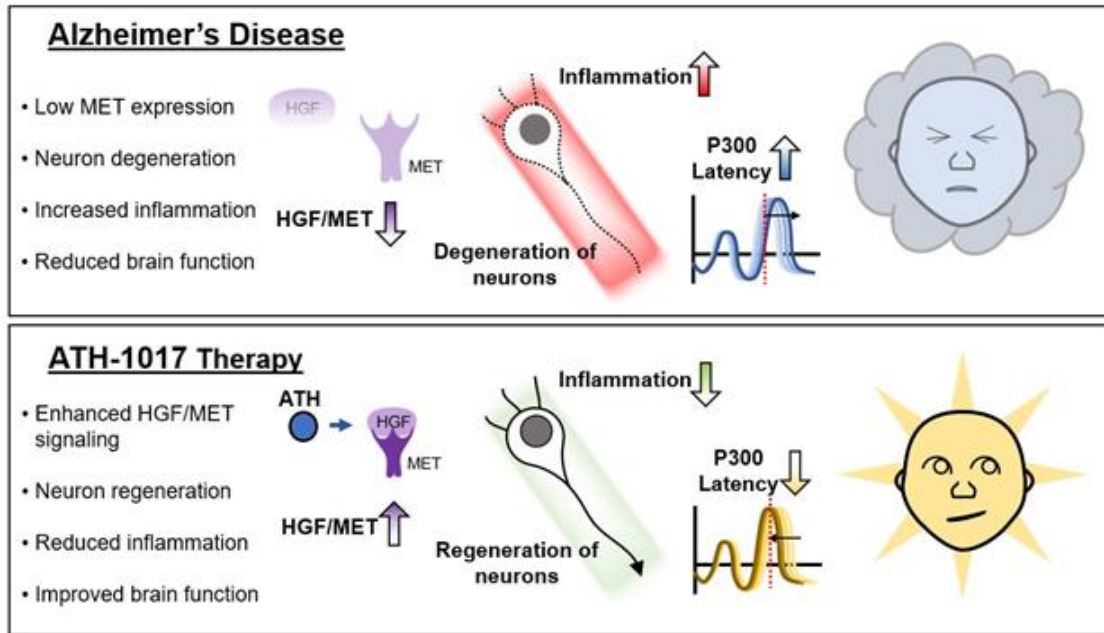 Alzheimer's Disease
• Low MET expression
• Neuron degeneration
• Increased inflammation
• Reduced brain function
HGF
MET
HGF/MET
Inflammation
Degeneration of
neurons
P300
Latency
ATH-1017 Therapy
• Enhanced HGF/MET
signaling
• Neuron regeneration
• Reduced inflammation
• Improved brain function
ATH
HGF
MET
HGF/MET
Inflammation
Regeneration of
neurons
P300
Latency